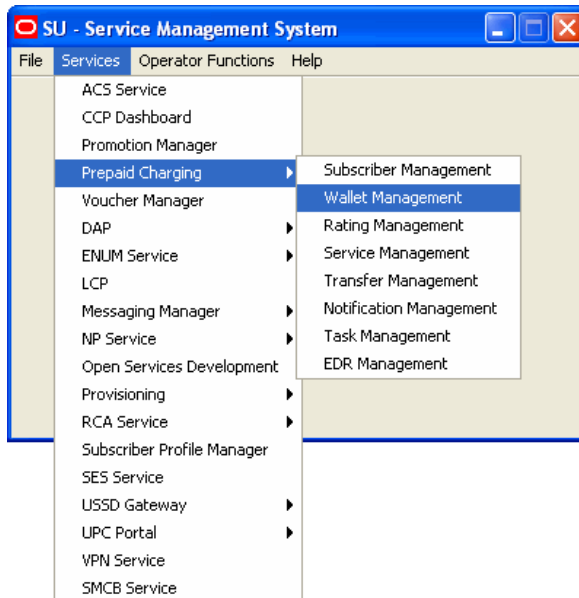 SU - Service Management System
File Services Operator Functions Help
ACS Service
CCP Dashboard
Promotion Manager
Prepaid Charging
Voucher Manager
DAP
ENUM Service
LCP
Messaging Manager
NP Service
Open Services Development
Provisioning
RCA Service
Subscriber Profile Manager
SES Service
USSD Gateway
UPC Portal
VPN Service
SMCB Service
Subscriber Management
Wallet Management
Rating Management
Service Management
Transfer Management
Notification Management
Task Management
EDR Management